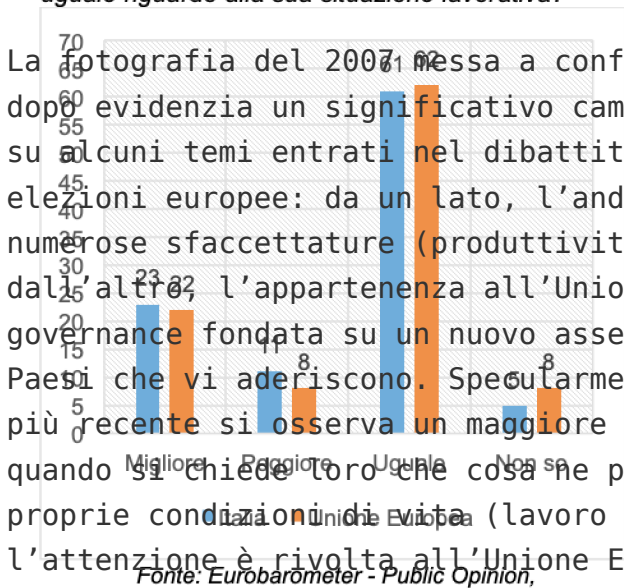 uguale riguardo alla sua situazione lavorativa?
La fotografia del 2007 messa a conf
dopo evidenzia un significativo cam
su alcuni temi entrati nel dibattit
elezioni europee: da un lato, l'and
numerose sfaccettature (produttivit
dall'altro, l'appartenenza all'Unio
governance fondata su un nuovo asse
Paesi che vi aderiscono. Specularme
più recente si osserva un maggiore
quando si chiede loro che cosa ne p
proprie condizioni di vita (lavoro
l'attenzione è rivolta all'Unione E
70
65
60
55
50
45
40
35
30
25
20
15
10
5
0
23 22
11 8
61 62
5 8
Migliore Peggiore Uguale Non so
Italia Unione Europea
Fonte: Eurobarometer - Public Opinion,